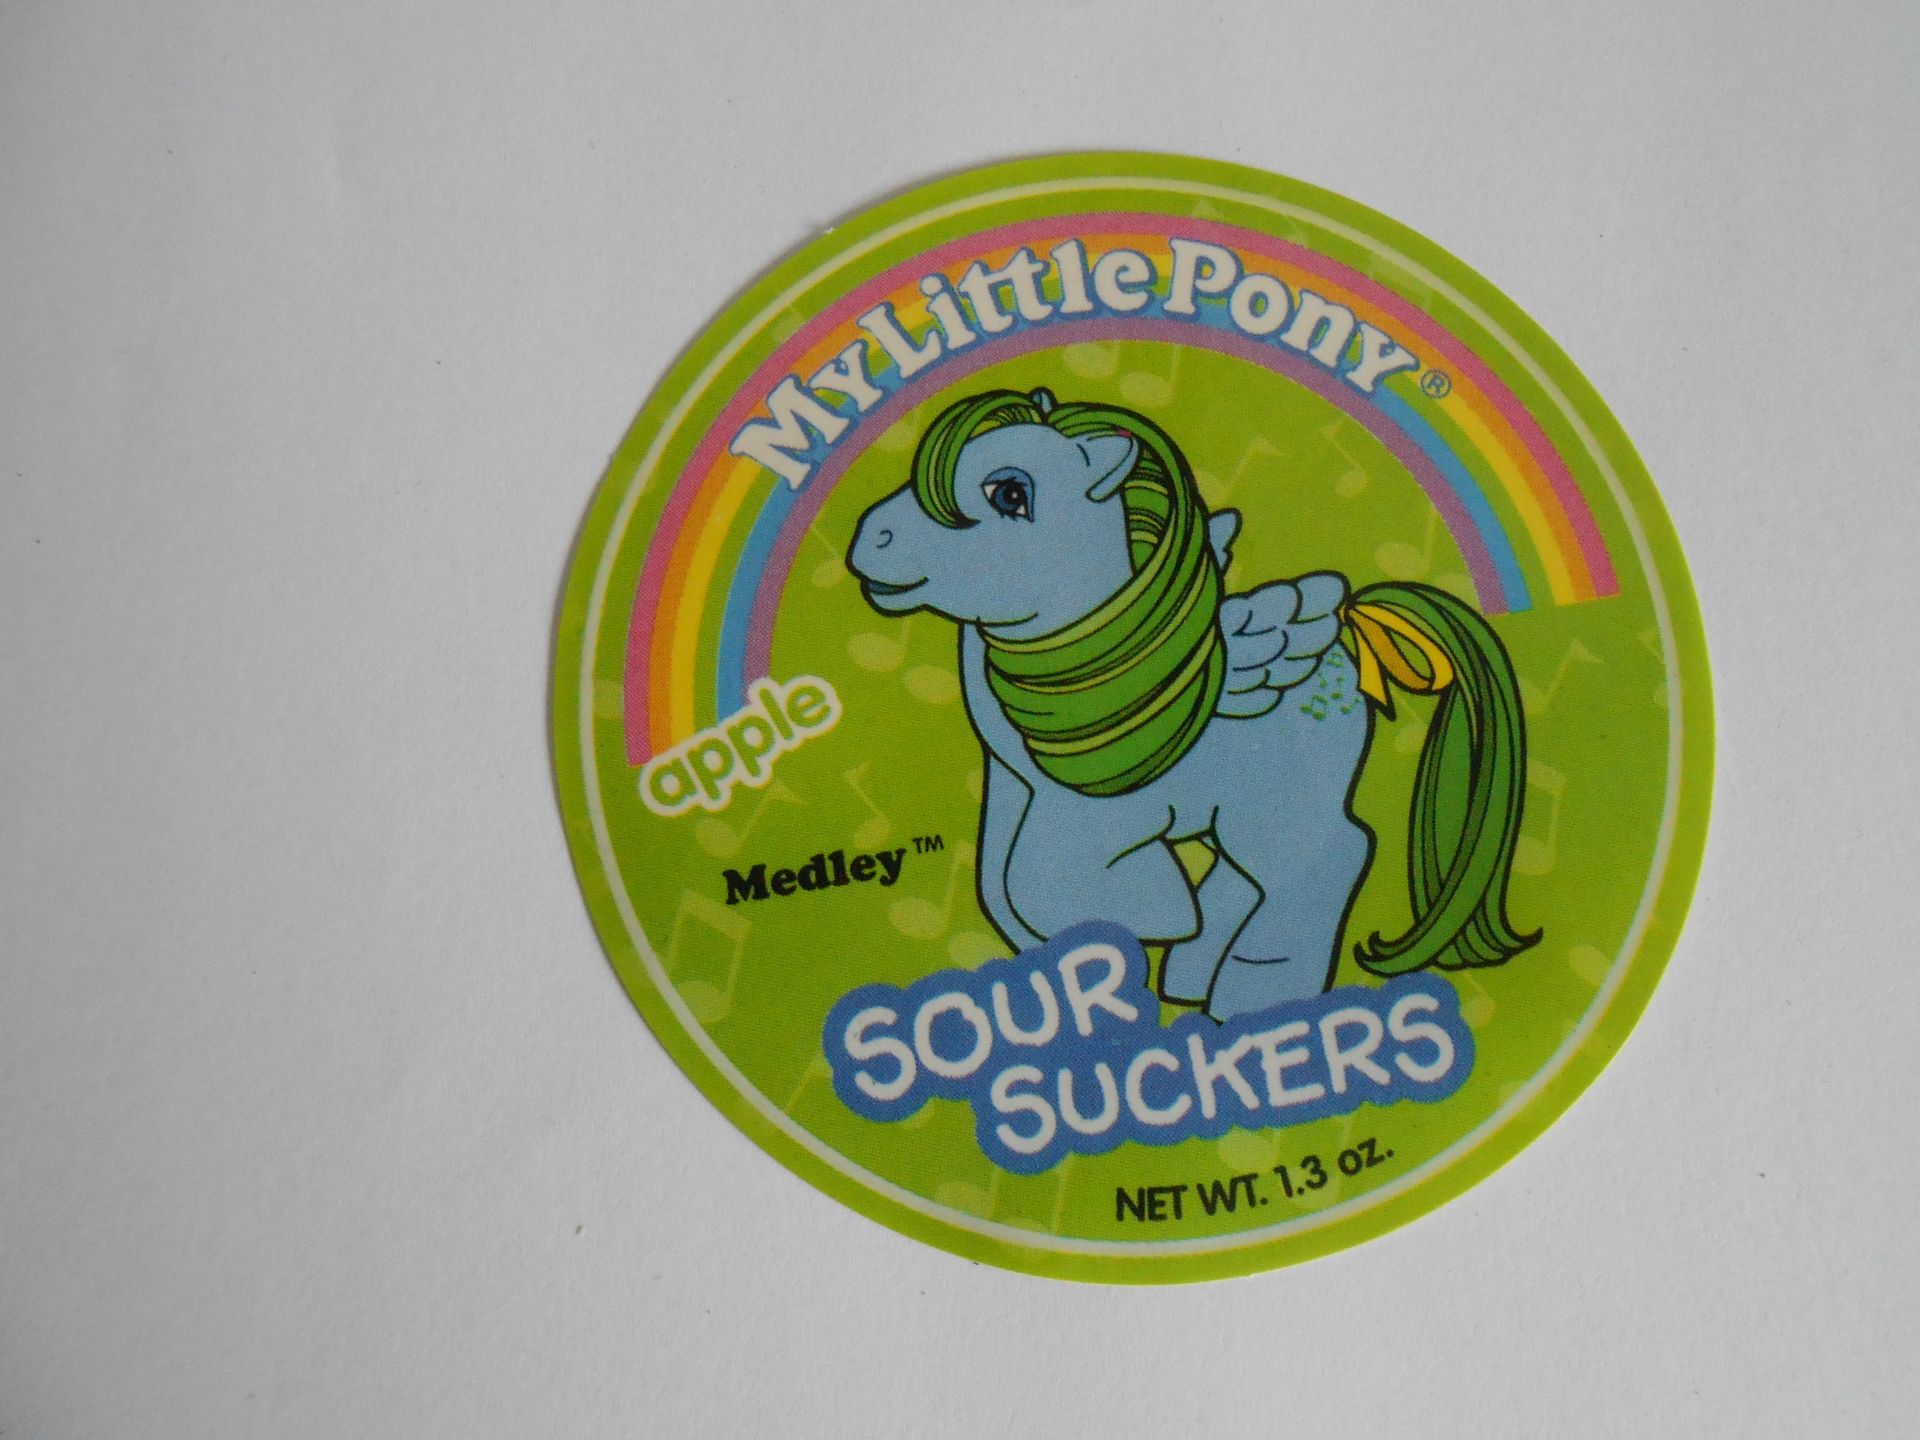 My Little Pony®
apple
Medley™
SOUR
SUCKERS
NET WT. 1.3 oz.